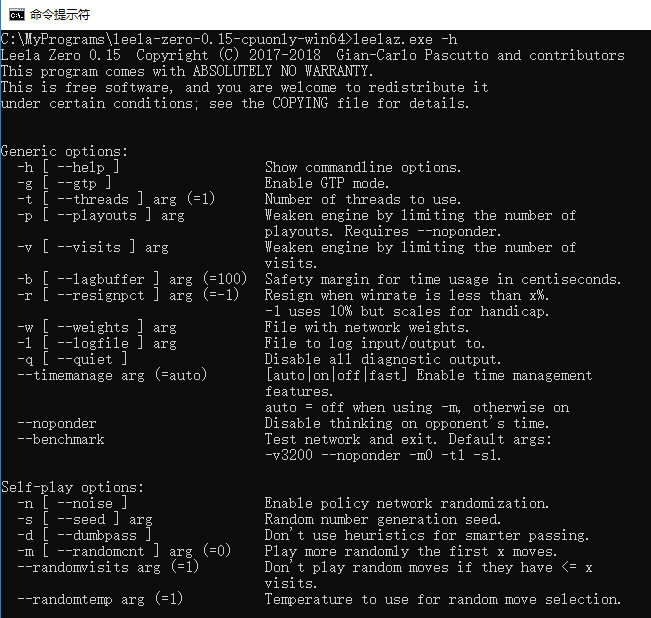 命令提示符
C:\MyPrograms\leela-zero-0.15-cpuonly-win64>leelaz.exe -h
Leela Zero 0.15  Copyright (C) 2017-2018  Gian-Carlo Pascutto and contributors
This program comes with ABSOLUTELY NO WARRANTY.
This is free software, and you are welcome to redistribute it
under certain conditions; see the COPYING file for details.
Generic options:
  -h [ --help ]                 Show commandline options.
  -g [ --gtp ]                  Enable GTP mode.
  -t [ --threads ] arg (=1)     Number of threads to use.
  -p [ --playouts ] arg         Weaken engine by limiting the number of
                                playouts. Requires --noponder.
  -v [ --visits ] arg           Weaken engine by limiting the number of
                                visits.
  -b [ --lagbuffer ] arg (=100) Safety margin for time usage in centiseconds.
  -r [ --resignpct ] arg (=-1)  Resign when winrate is less than x%.
                                -1 uses 10% but scales for handicap.
  -w [ --weights ] arg          File with network weights.
  -l [ --logfile ] arg          File to log input/output to.
  -q [ --quiet ]                Disable all diagnostic output.
  --timemanage arg (=auto)      [auto|on|off|fast] Enable time management
                                features.
                                auto = off when using -m, otherwise on
  --noponder                    Disable thinking on opponent's time.
  --benchmark                   Test network and exit. Default args:
                                -v3200 --noponder -m0 -t1 -s1.
Self-play options:
  -n [ --noise ]                Enable policy network randomization.
  -s [ --seed ] arg             Random number generation seed.
  -d [ --dumbpass ]             Don't use heuristics for smarter passing.
  -m [ --randomcnt ] arg (=0)   Play more randomly the first x moves.
  --randomvisits arg (=1)       Don't play random moves if they have <= x
                                visits.
  --randomtemp arg (=1)         Temperature to use for random move selection.